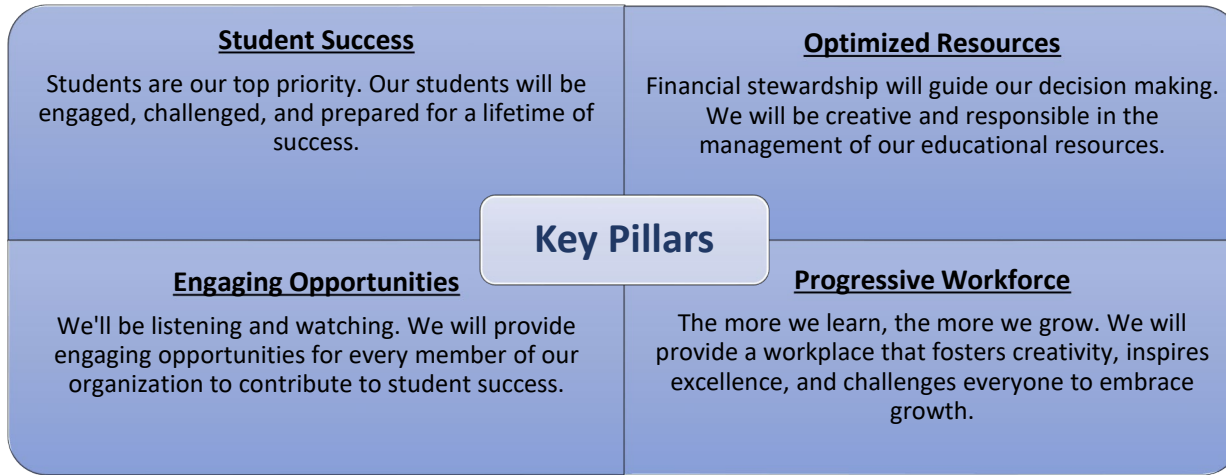 Student Success
Students are our top priority. Our students will be
engaged, challenged, and prepared for a lifetime of
success.
Optimized Resources
Financial stewardship will guide our decision making.
We will be creative and responsible in the
management of our educational resources.
Key Pillars
Engaging Opportunities
We'll be listening and watching. We will provide
engaging opportunities for every member of our
organization to contribute to student success.
Progressive Workforce
The more we learn, the more we grow. We will
provide a workplace that fosters creativity, inspires
excellence, and challenges everyone to embrace
growth.